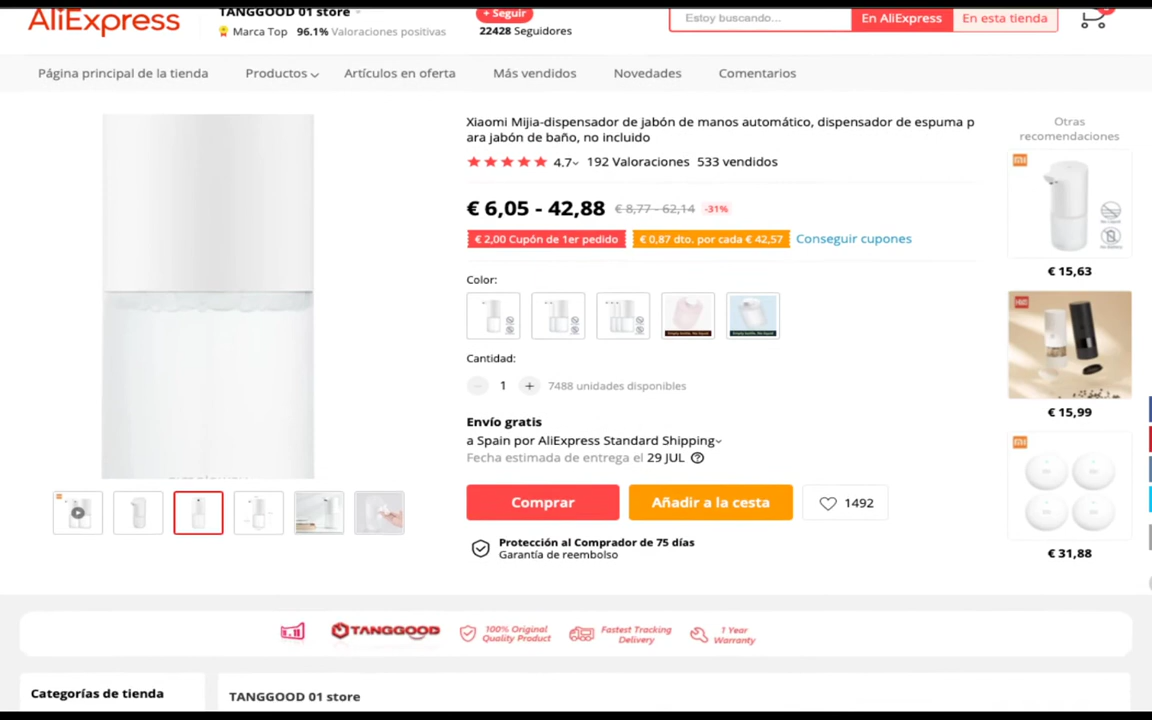 AliExpress
TANGGOOD 01 store
Marca Top 96.1% Valoraciones positivas
+ Seguir
22428 Seguidores
Estoy buscando...
En AliExpress
En esta tienda
Página principal de la tienda
Productos
Artículos en oferta
Más vendidos
Novedades
Comentarios
Xiaomi Mijia-dispensador de jabón de manos automático, dispensador de espuma p
ara jabón de baño, no incluido
4.7 192 Valoraciones 533 vendidos
€ 6,05 - 42,88 € 8,77 - 62,14 -31%
€ 2,00 Cupón de 1er pedido
€ 0,87 dto. por cada € 42,57
Conseguir cupones
Color:
Cantidad:
- 1 + 7488 unidades disponibles
Envío gratis
a Spain por AliExpress Standard Shipping
Fecha estimada de entrega el 29 JUL ?
Comprar
Añadir a la cesta
1492
Protección al Comprador de 75 días
Garantía de reembolso
Otras
recomendaciones
€ 15,63
€ 15,99
€ 31,88
TANGGOOD
100% Original
Quality Product
Fastest Tracking
Delivery
1 Year
Warranty
Categorías de tienda
TANGGOOD 01 store